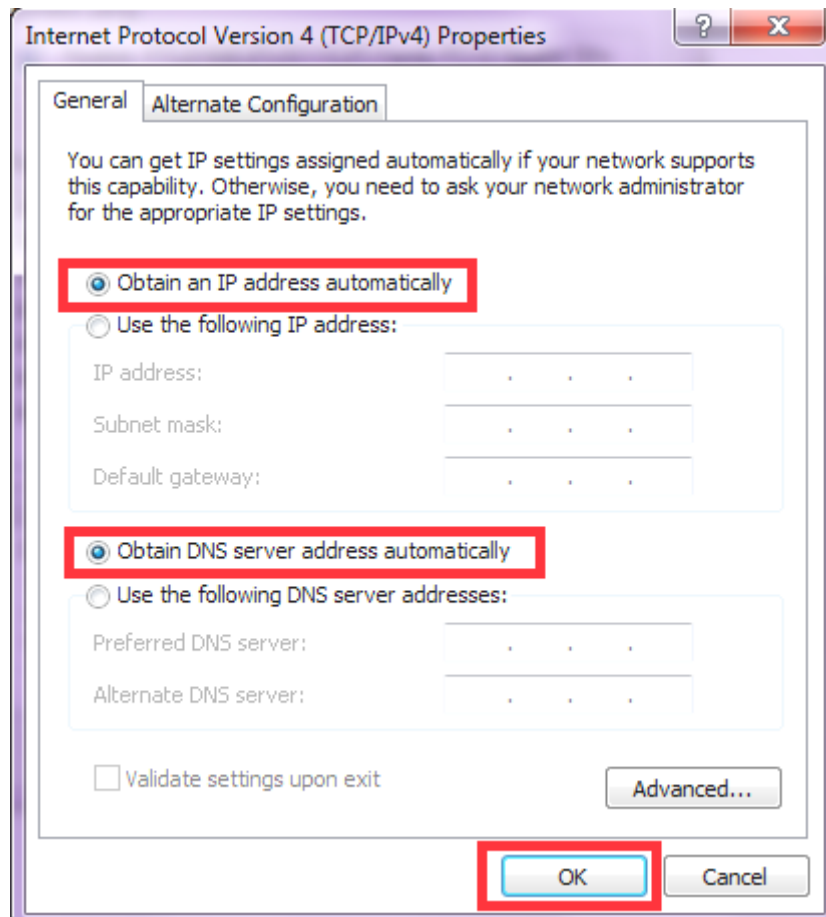 Internet Protocol Version 4 (TCP/IPv4) Properties
General
Alternate Configuration
You can get IP settings assigned automatically if your network supports
this capability. Otherwise, you need to ask your network administrator
for the appropriate IP settings.
Obtain an IP address automatically
Use the following IP address:
IP address:
Subnet mask:
Default gateway:
Obtain DNS server address automatically
Use the following DNS server addresses:
Preferred DNS server:
Alternate DNS server:
Validate settings upon exit
Advanced...
OK
Cancel